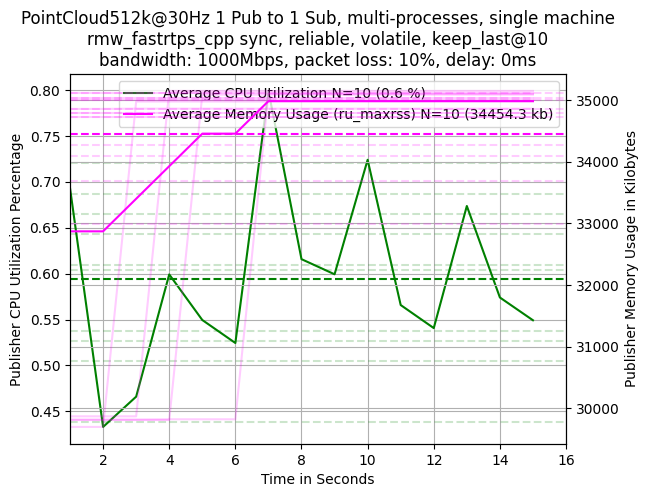 PointCloud512k@30Hz 1 Pub to 1 Sub, multi-processes, single machine
rmw_fastrtps_cpp sync, reliable, volatile, keep_last@10
bandwidth: 1000Mbps, packet loss: 10%, delay: 0ms
Average CPU Utilization N=10 (0.6 %)
Average Memory Usage (ru_maxrss) N=10 (34454.3 kb)
Publisher CPU Utilization Percentage
0.80
0.75
0.70
0.65
0.60
0.55
0.50
0.45
35000
34000
33000
32000
31000
30000
Publisher Memory Usage in Kilobytes
2 4 6 8 10 12 14 16
Time in Seconds